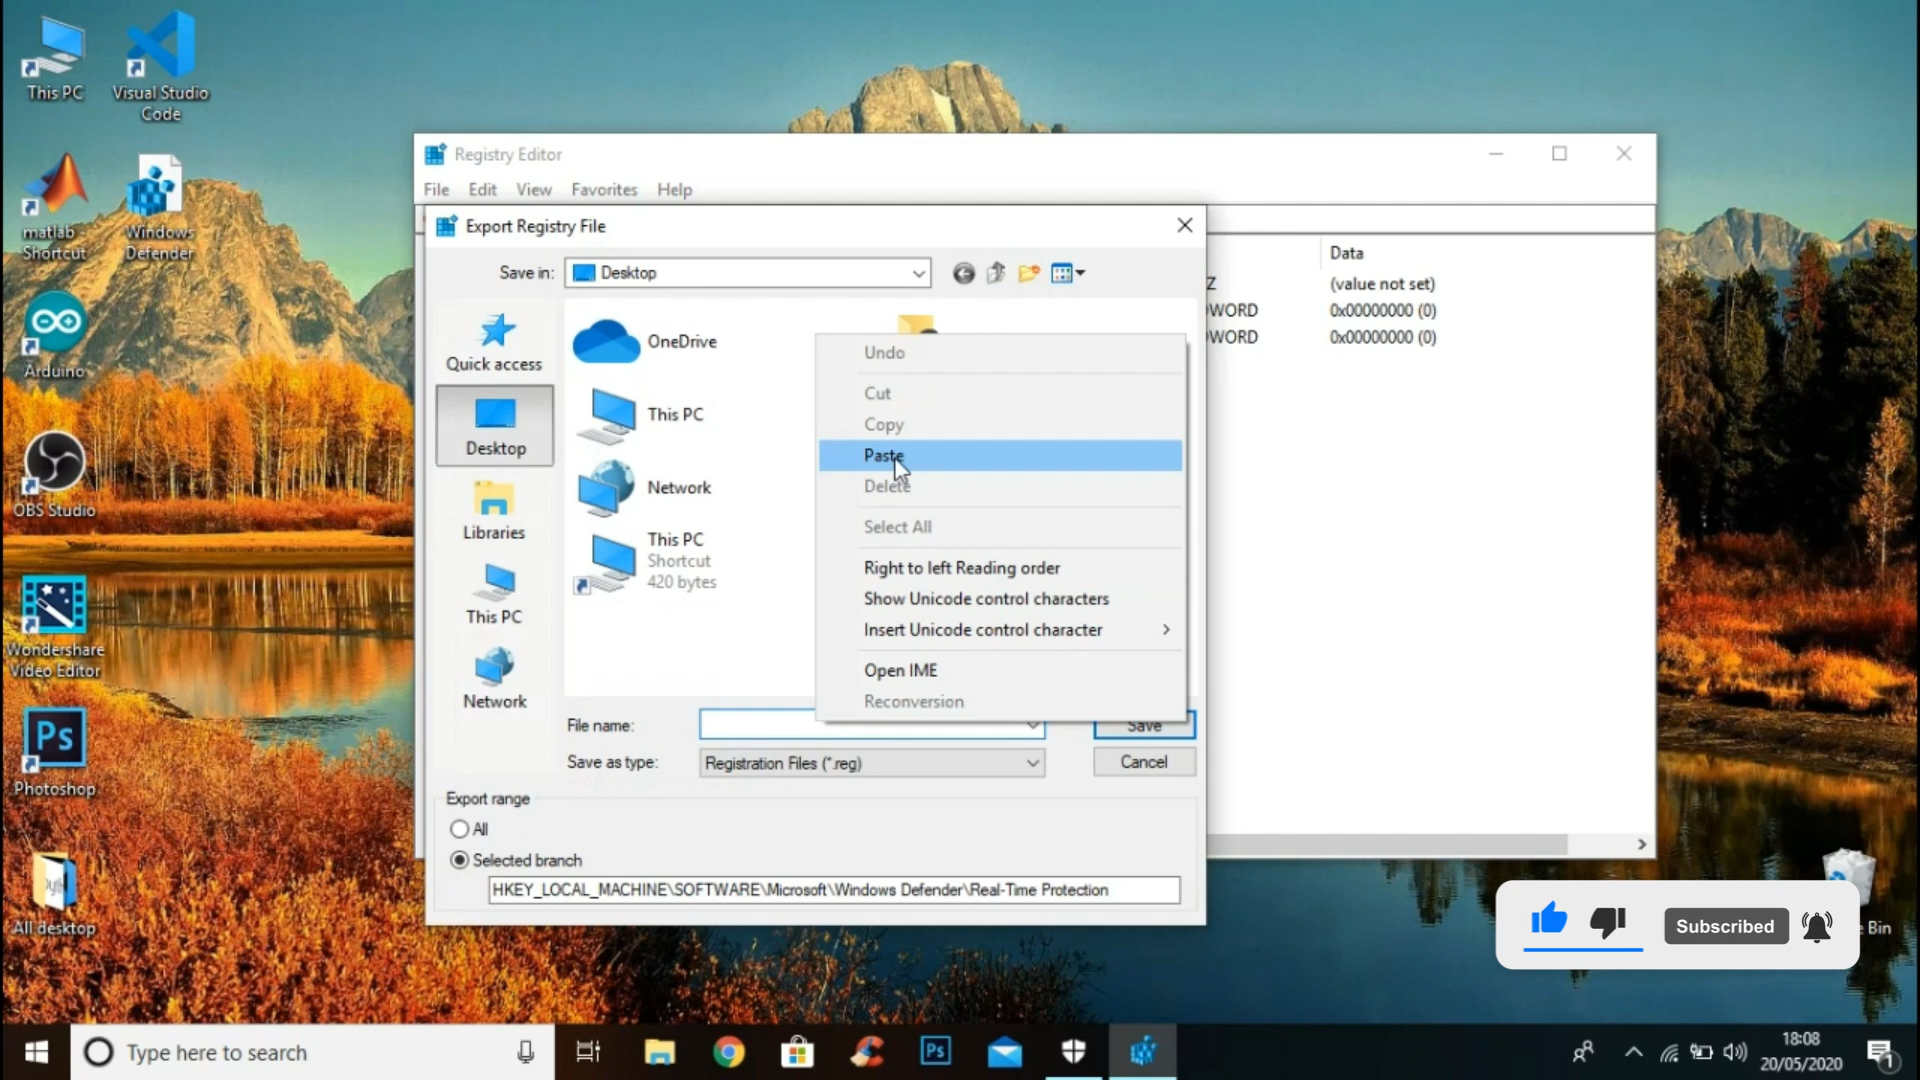 This PC
Visual Studio
Code
matlab -
Shortcut
Windows
Defender
Arduino
OBS Studio
Wondershare
Video Editor
Ps
Photoshop
All desktop
Registry Editor
File Edit View Favorites Help
Export Registry File
Save in: Desktop
Quick access
Desktop
Libraries
This PC
Network
OneDrive
This PC
Network
This PC
Shortcut
420 bytes
Undo
Cut
Copy
Paste
Delete
Select All
Right to left Reading order
Show Unicode control characters
Insert Unicode control character
Open IME
Reconversion
File name:
Save
Save as type: Registration Files (*.reg)
Cancel
Export range
All
Selected branch
HKEY_LOCAL_MACHINE\SOFTWARE\Microsoft\Windows Defender\Real-Time Protection
Data
Z (value not set)
WORD 0x00000000 (0)
WORD 0x00000000 (0)
Subscribed
Bin
Type here to search
Ps
18:08
20/05/2020
1